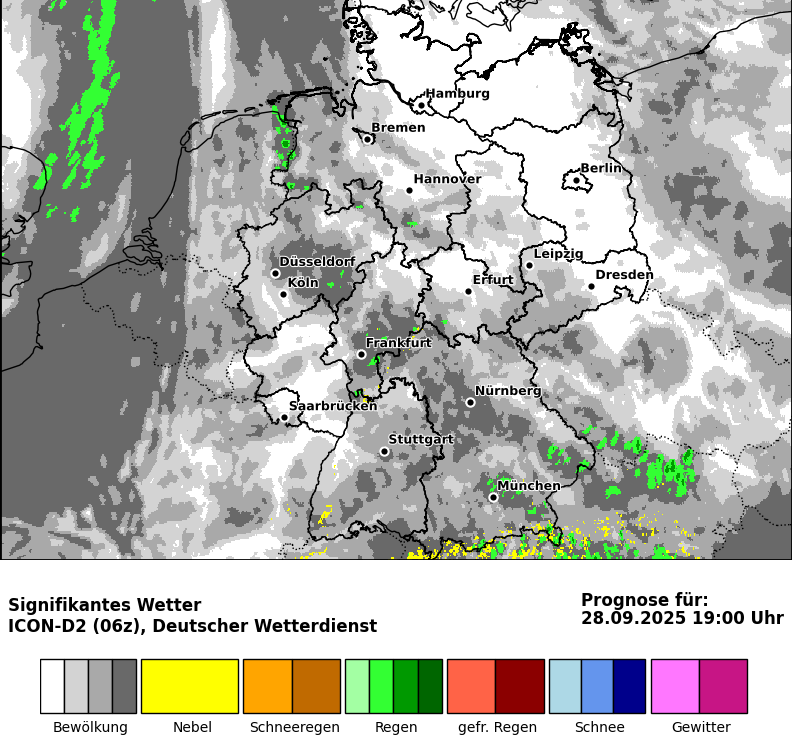 Hamburg
Bremen
Berlin
Hannover
Düsseldorf
Leipzig
Köln
Erfurt
Dresden
Frankfurt
Nürnberg
Saarbrücken
Stuttgart
München
Signifikantes Wetter
ICON-D2 (06z), Deutscher Wetterdienst
Prognose für:
28.09.2025 19:00 Uhr
Bewölkung
Nebel
Schneeregen
Regen
gefr. Regen
Schnee
Gewitter